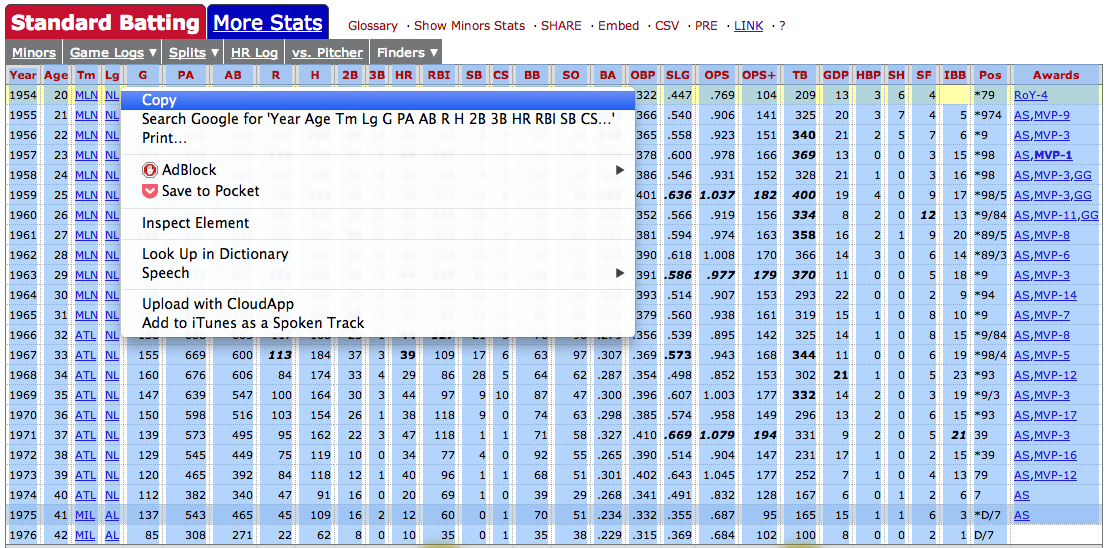 Standard Batting More Stats Glossary · Show Minors Stats · SHARE · Embed · CSV · PRE · LINK · ?
Minors Game Logs ▼ Splits ▼ HR Log vs. Pitcher Finders ▼
Year Age Tm Lg G PA AB R H 2B 3B HR RBI SB CS BB SO BA OBP SLG OPS OPS+ TB GDP HBP SH SF IBB Pos Awards
1954 20 MLN NL .322 .447 .769 104 209 13 3 6 4 *79 RoY-4
1955 21 MLN NL .366 .540 .906 141 325 20 3 7 4 5 *974 AS,MVP-9
1956 22 MLN NL .365 .558 .923 151 340 21 2 5 7 6 *9 AS,MVP-3
1957 23 MLN NL .378 .600 .978 166 369 13 0 0 3 15 *98 AS,MVP-1
1958 24 MLN NL .386 .546 .931 152 328 21 1 0 3 16 *98 AS,MVP-3,GG
1959 25 MLN NL .401 .636 1.037 182 400 19 4 0 9 17 *98/5 AS,MVP-3,GG
1960 26 MLN NL .352 .566 .919 156 334 8 2 0 12 13 *9/84 AS,MVP-11,GG
1961 27 MLN NL .381 .594 .974 163 358 16 2 1 9 20 *89/5 AS,MVP-8
1962 28 MLN NL .390 .618 1.008 170 366 14 3 0 6 14 *89/3 AS,MVP-6
1963 29 MLN NL .391 .586 .977 179 370 11 0 0 5 18 *9 AS,MVP-3
1964 30 MLN NL .393 .514 .907 153 293 22 0 0 2 9 *94 AS,MVP-14
1965 31 MLN NL .379 .560 .938 161 319 15 1 0 8 10 *89 AS,MVP-7
1966 32 ATL NL .356 .539 .895 142 325 14 1 0 8 15 *9/84 AS,MVP-8
Copy
Search Google for 'Year Age Tm Lg G PA AB R H 2B 3B HR RBI SB CS...'
Print...
AdBlock
Save to Pocket
Inspect Element
Look Up in Dictionary
Speech
Upload with CloudApp
Add to iTunes as a Spoken Track
1967 33 ATL NL 155 669 600 113 184 37 3 39 109 17 6 63 97 .307 .369 .573 .943 168 344 11 0 0 6 19 *98/4 AS,MVP-5
1968 34 ATL NL 160 676 606 84 174 33 4 29 86 28 5 64 62 .287 .354 .498 .852 153 302 21 1 0 5 23 *93 AS,MVP-12
1969 35 ATL NL 147 639 547 100 164 30 3 44 97 9 10 87 47 .300 .396 .607 1.003 177 332 14 2 0 3 19 *9/3 AS,MVP-3
1970 36 ATL NL 150 598 516 103 154 26 1 38 118 9 0 74 63 .298 .385 .574 .958 149 296 13 2 0 6 15 *93 AS,MVP-17
1971 37 ATL NL 139 573 495 95 162 22 3 47 118 1 1 71 58 .327 .410 .669 1.079 194 331 9 2 0 5 21 39 AS,MVP-3
1972 38 ATL NL 129 545 449 75 119 10 0 34 77 4 0 92 55 .265 .390 .514 .904 147 231 17 1 0 2 15 *39 AS,MVP-16
1973 39 ATL NL 120 465 392 84 118 12 1 40 96 1 1 68 51 .301 .402 .643 1.045 177 252 7 1 0 4 13 79 AS,MVP-12
1974 40 ATL NL 112 382 340 47 91 16 0 20 69 1 0 39 29 .268 .341 .491 .832 128 167 6 0 1 2 6 7 AS
1975 41 MIL AL 137 543 465 45 109 16 2 12 60 0 1 70 51 .234 .332 .355 .687 95 165 15 1 1 6 3 *D/7 AS
1976 42 MIL AL 85 308 271 22 62 8 0 10 35 0 1 35 38 .229 .315 .369 .684 102 100 8 0 0 2 1 D/7